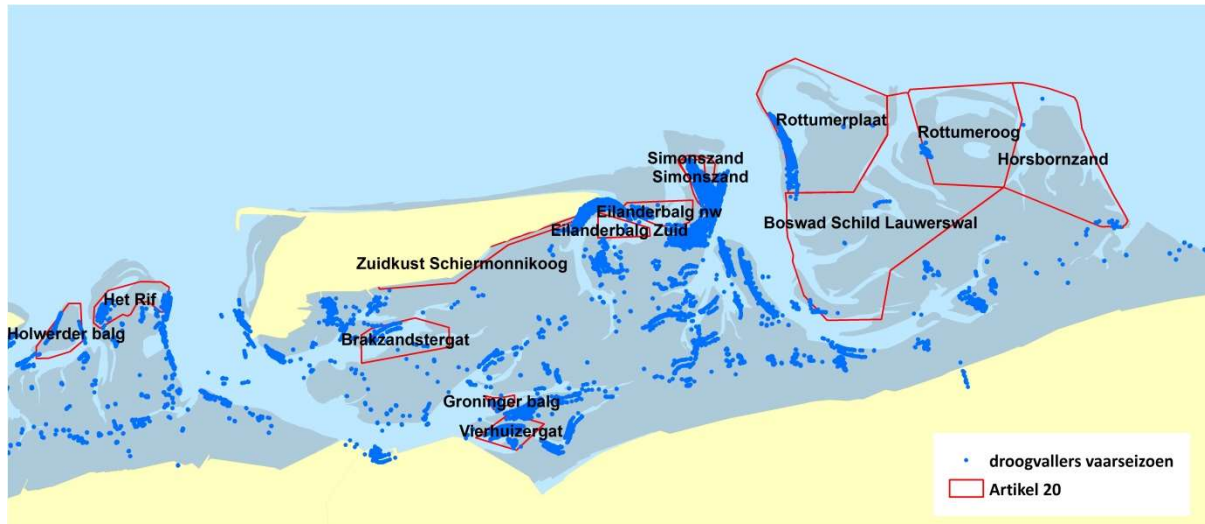 Rottumerplaat
Rottumeroog
Simonszand
Horsbornzand
Simonszand
Eilanderbalg nw
Boswad Schild Lauwerswal
Eilanderbalg Zuid
Zuidkust Schiermonnikoog
Het Rif
Holwerder balg
Brakzandstergat
Groninger balg
Vierhuizergat
droogvallers vaarseizoen
Artikel 20